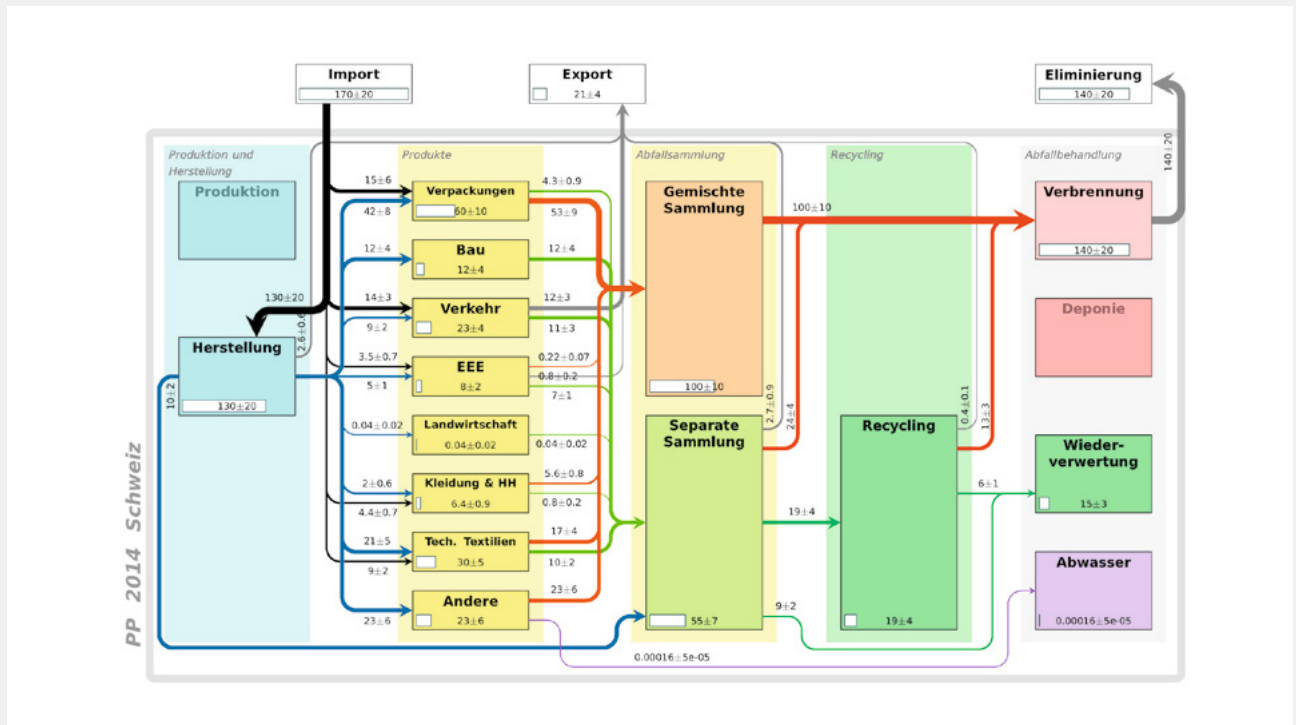 Import
170±20
Export
21±4
Eliminierung
140±20
140±20
Produktion und
Herstellung
Produkte
Abfallsammlung
Recycling
Abfallbehandlung
Produktion
Herstellung
130±20
130±20
2.6±0.6
10±2
15±6
42±8
12±4
14±3
9±2
3.5±0.7
5±1
0.04±0.02
2±0.6
4.4±0.7
21±5
9±2
23±6
Verpackungen
60±10
Bau
12±4
Verkehr
23±4
EEE
8±2
Landwirtschaft
0.04±0.02
Kleidung & HH
6.4±0.9
Tech. Textilien
30±5
Andere
23±6
4.3±0.9
53±9
12±4
12±3
11±3
0.22±0.07
0.8±0.2
7±1
0.04±0.02
5.6±0.8
0.8±0.2
17±4
10±2
23±6
0.00016±5e-05
Gemischte
Sammlung
100±10
100±10
Separate
Sammlung
55±7
2.7±0.9
24±4
19±4
9±2
Recycling
19±4
0.4±0.1
13±3
6±1
Verbrennung
140±20
Deponie
Wieder-
verwertung
15±3
Abwasser
0.00016±5e-05
PP 2014 Schweiz